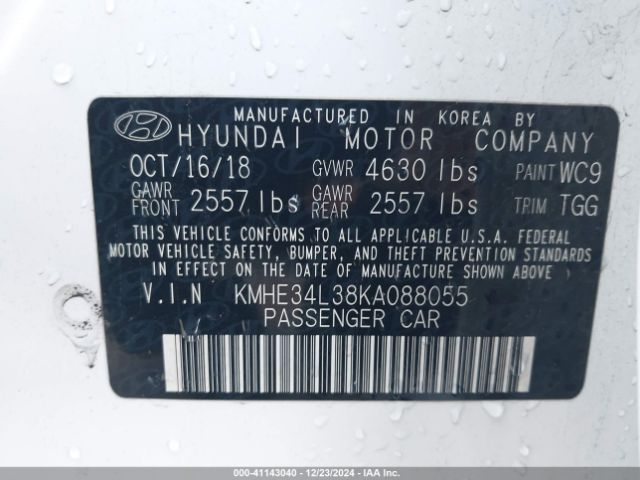 MANUFACTURED IN KOREA BY
HYUNDAI MOTOR COMPANY
OCT/16/18 GVWR 4630 lbs PAINT WC9
GAWR FRONT 2557 lbs GAWR REAR 2557 lbs TRIM TGG
THIS VEHICLE CONFORMS TO ALL APPLICABLE U.S.A. FEDERAL
MOTOR VEHICLE SAFETY, BUMPER, AND THEFT PREVENTION
STANDARDS IN EFFECT ON THE DATE OF MANUFACTURE SHOWN ABOVE.
V.I.N KMHE34L38KA088055
PASSENGER CAR
000-41143040 - 12/23/2024 - IAA Fremont